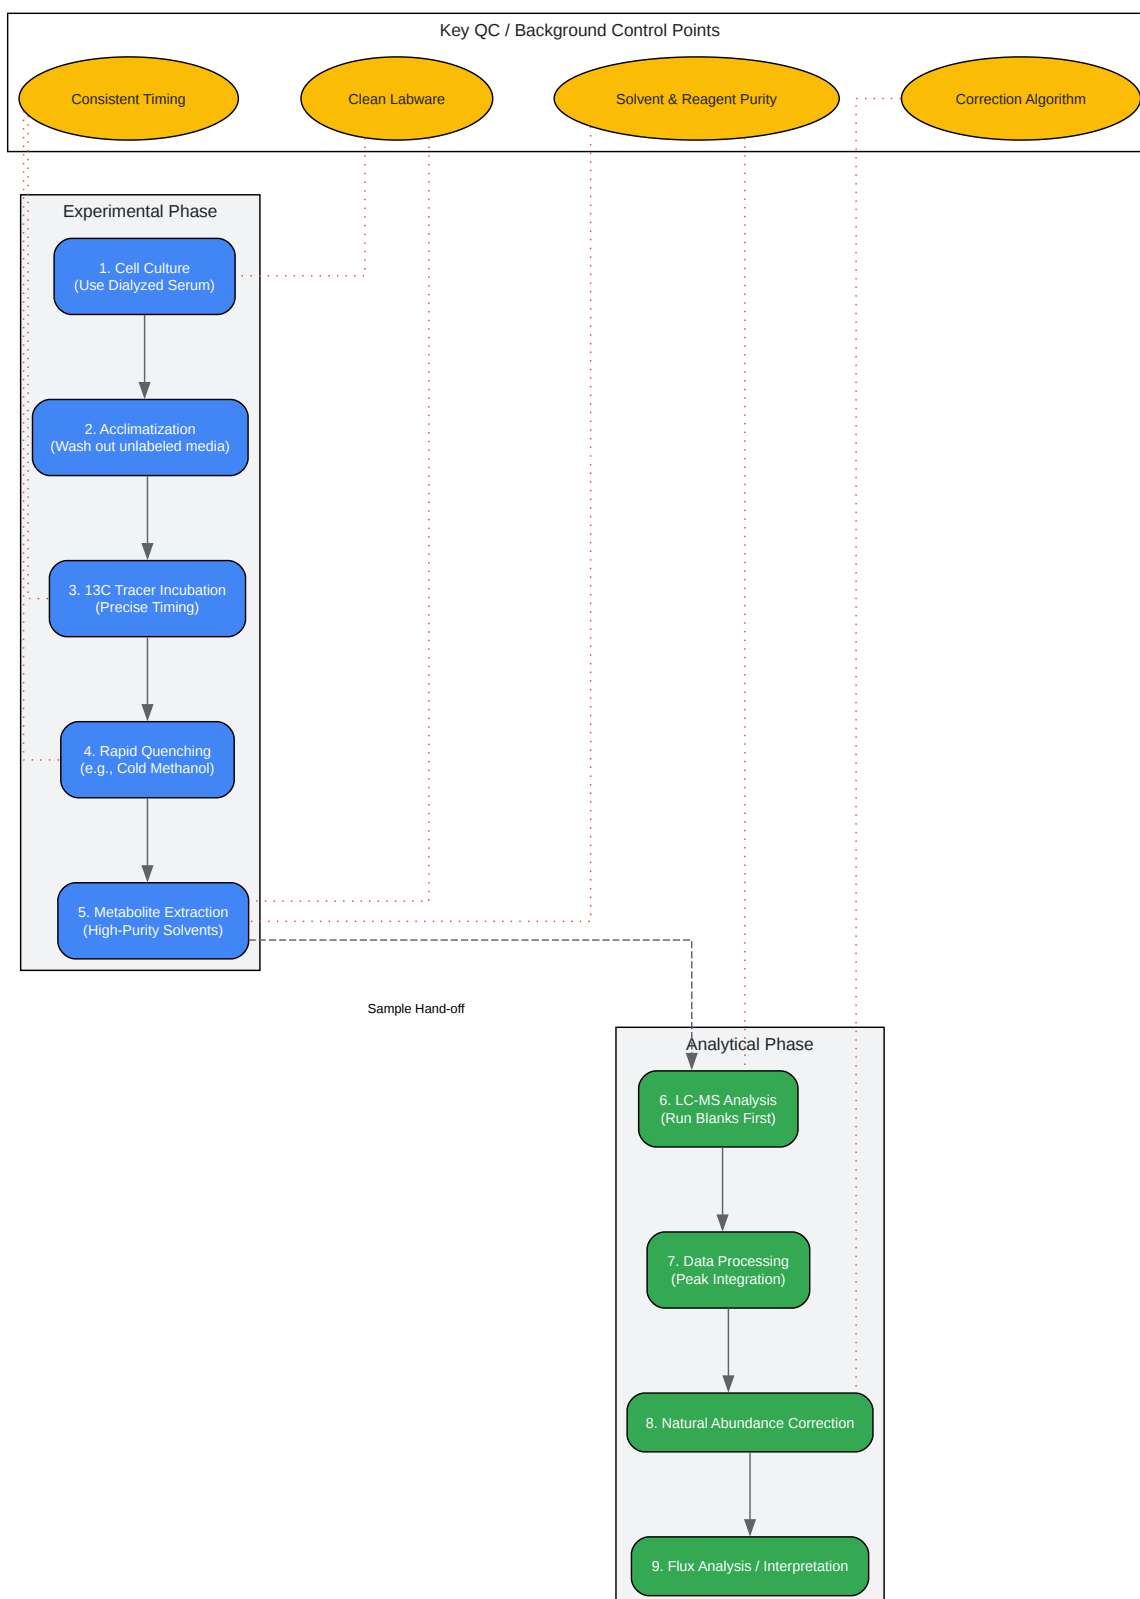 Key QC / Background Control Points
Consistent Timing
Clean Labware
Solvent & Reagent Purity
Correction Algorithm
Experimental Phase
1. Cell Culture
(Use Dialyzed Serum)
2. Acclimatization
(Wash out unlabeled media)
3. 13C Tracer Incubation
(Precise Timing)
4. Rapid Quenching
(e.g., Cold Methanol)
5. Metabolite Extraction
(High-Purity Solvents)
Sample Hand-off
Analytical Phase
6. LC-MS Analysis
(Run Blanks First)
7. Data Processing
(Peak Integration)
8. Natural Abundance Correction
9. Flux Analysis / Interpretation